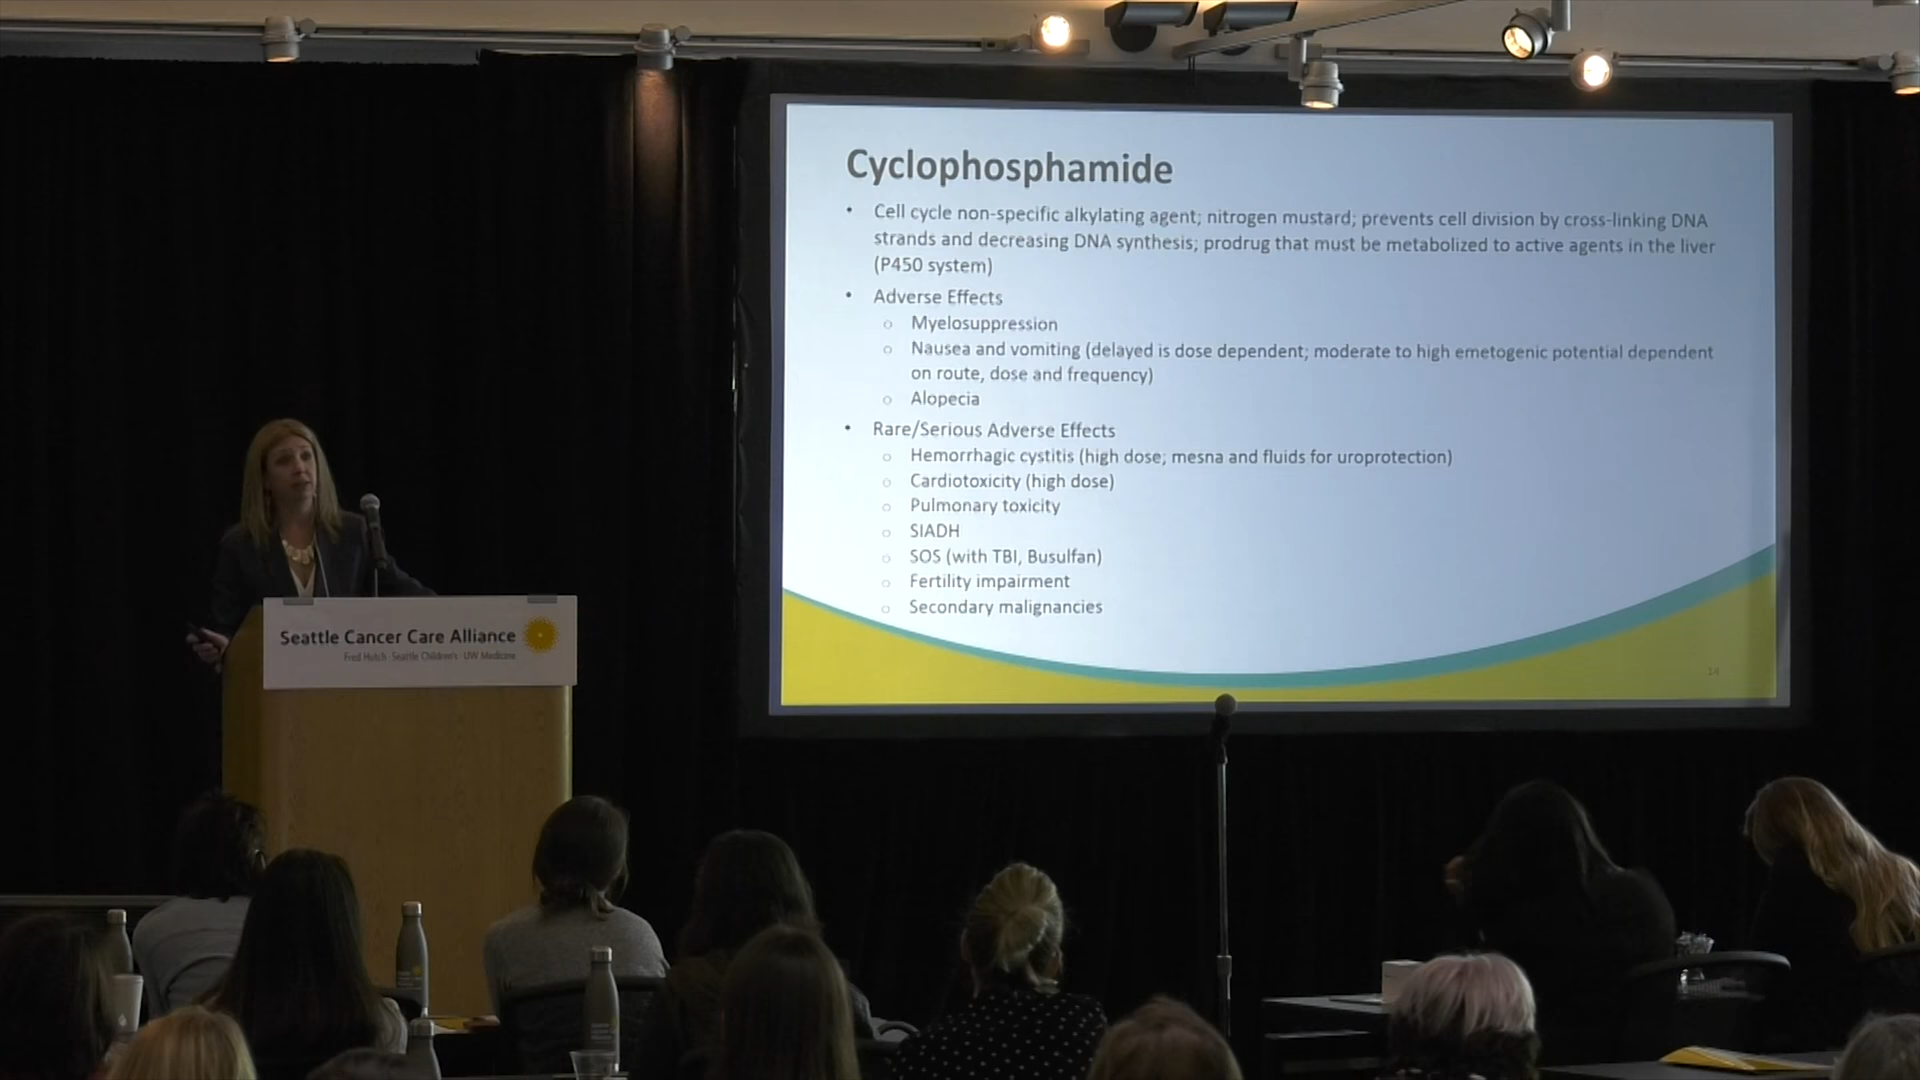 Cyclophosphamide
• Cell cycle non-specific alkylating agent; nitrogen mustard; prevents cell division by cross-linking DNA
strands and decreasing DNA synthesis; prodrug that must be metabolized to active agents in the liver
(P450 system)
• Adverse Effects
o Myelosuppression
o Nausea and vomiting (delayed is dose dependent; moderate to high emetogenic potential dependent
on route, dose and frequency)
o Alopecia
• Rare/Serious Adverse Effects
o Hemorrhagic cystitis (high dose; mesna and fluids for uroprotection)
o Cardiotoxicity (high dose)
o Pulmonary toxicity
o SIADH
o SOS (with TBI, Busulfan)
o Fertility impairment
o Secondary malignancies
14
Seattle Cancer Care Alliance
Fred Hutch · Seattle Children's · UW Medicine